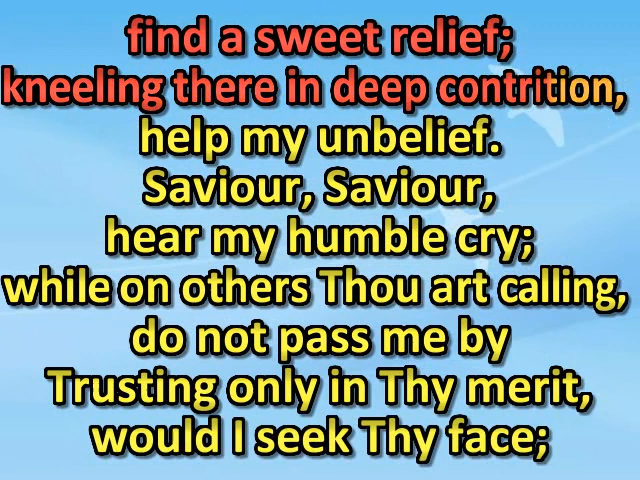 find a sweet relief;
kneeling there in deep contrition,
help my unbelief.
Saviour, Saviour,
hear my humble cry;
while on others Thou art calling,
do not pass me by
Trusting only in Thy merit,
would I seek Thy face;